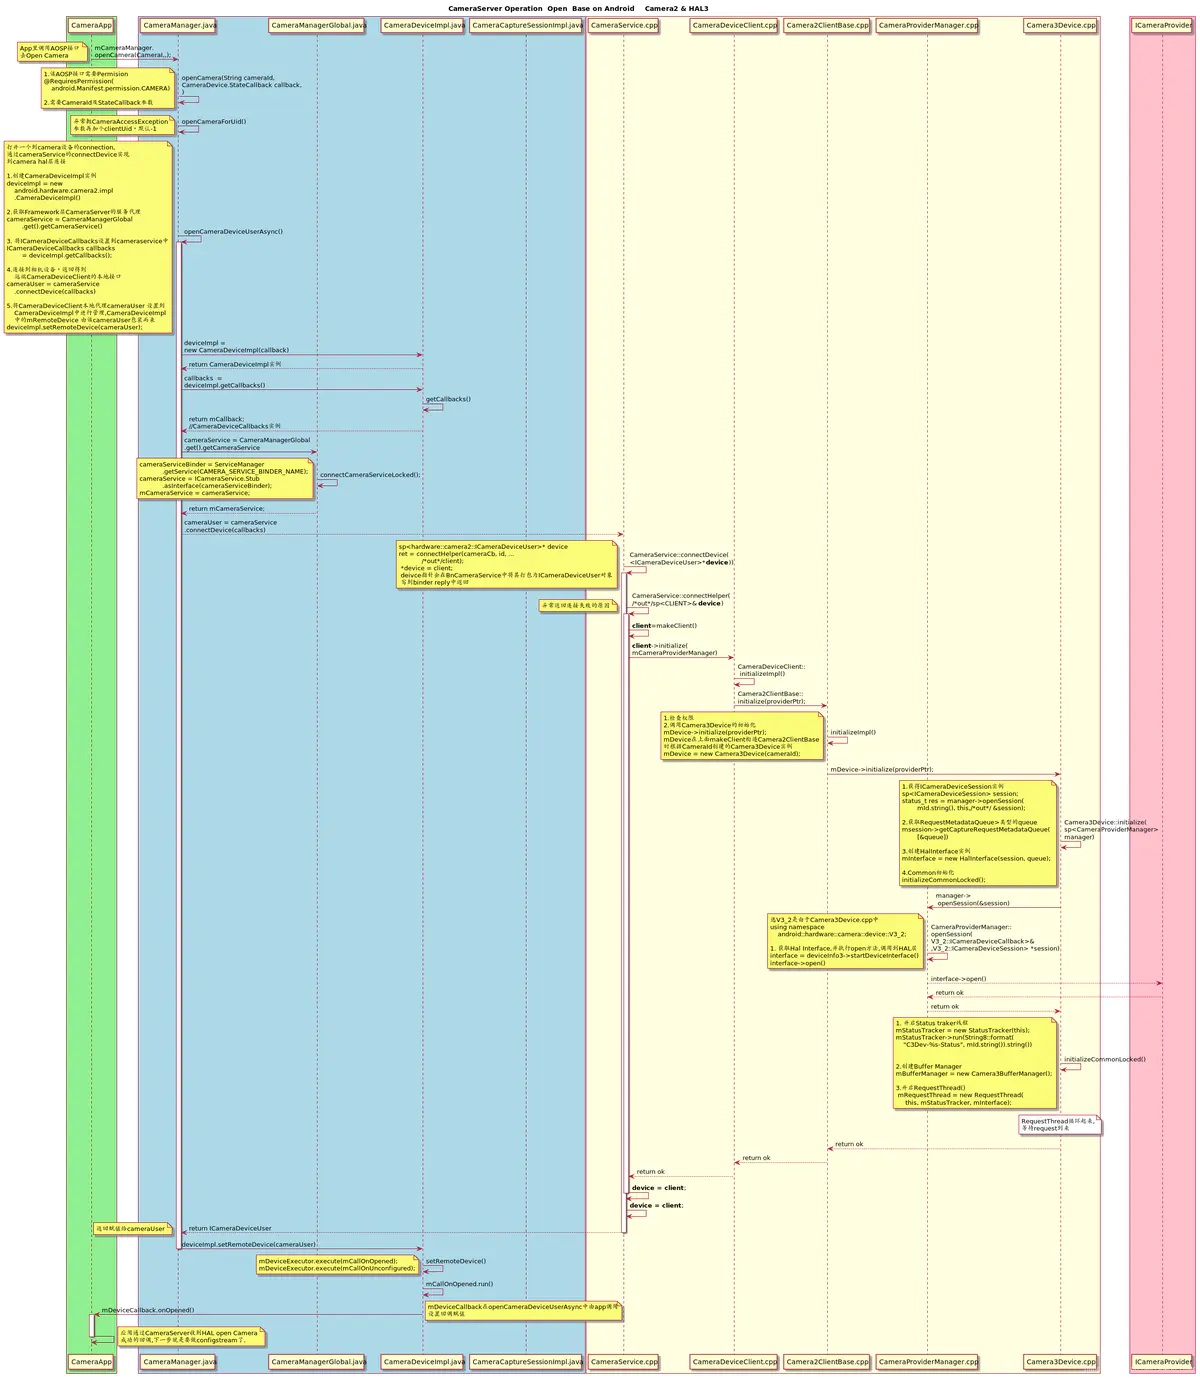 CameraServer Operation  Open  Base on Android    Camera2 & HAL3
CameraApp
CameraManager.java
CameraManagerGlobal.java
CameraDeviceImpl.java
CameraCaptureSessionImpl.java
CameraService.cpp
CameraDeviceClient.cpp
Camera2ClientBase.cpp
CameraProviderManager.cpp
Camera3Device.cpp
ICameraProvider
App里调用AOSP接口
去Open Camera
mCameraManager.
openCamera(CameraI,,);
1.该AOSP接口需要Permision
@RequiresPermission(
android.Manifest.permission.CAMERA)
2.需要CameraId及StateCallback参数
openCamera(String cameraId,
CameraDevice.StateCallback callback,
)
异常抛CameraAccessException
参数再加个clientUid，默认-1
openCameraForUid()
打开一个到camera设备的connection,
通过cameraService的connectDevice实现
到camera hal层连接
1.创建CameraDeviceImpl实例
deviceImpl = new
android.hardware.camera2.impl
.CameraDeviceImpl()
2.获取Framework层CameraServer的服务代理
cameraService = CameraManagerGlobal
.get().getCameraService()
3. 将ICameraDeviceCallbacks设置到cameraservice中
ICameraDeviceCallbacks callbacks
= deviceImpl.getCallbacks();
4.连接到相机设备，返回得到
远端CameraDeviceClient的本地接口
cameraUser = cameraService
.connectDevice(callbacks)
5.将CameraDeviceClient本地代理cameraUser 设置到
CameraDeviceImpl中进行管理,CameraDeviceImpl
中的mRemoteDevice 由该cameraUser包装而来
deviceImpl.setRemoteDevice(cameraUser);
openCameraDeviceUserAsync()
deviceImpl =
new CameraDeviceImpl(callback)
return CameraDeviceImpl实例
callbacks  =
deviceImpl.getCallbacks()
getCallbacks()
return mCallback;
//CameraDeviceCallbacks实例
cameraService = CameraManagerGlobal
.get().getCameraService
cameraServiceBinder = ServiceManager
.getService(CAMERA_SERVICE_BINDER_NAME);
cameraService = ICameraService.Stub
.asInterface(cameraServiceBinder);
mCameraService = cameraService;
connectCameraServiceLocked();
return mCameraService;
cameraUser = cameraService
.connectDevice(callbacks)
sp<hardware::camera2::ICameraDeviceUser>* device
ret = connectHelper(cameraCb, id, ...
/*out*/client);
*device = client;
deivce指针会在BnCameraService中将其打包为ICameraDeviceUser对象
写到binder reply中返回
CameraService::connectDevice(
<ICameraDeviceUser>*device))
异常返回连接失败的原因
CameraService::connectHelper(
/*out*/sp<CLIENT>& device)
client=makeClient()
client->initialize(
mCameraProviderManager)
CameraDeviceClient::
initializeImpl()
Camera2ClientBase::
initialize(providerPtr);
1.检查权限
2.调用Camera3Device的初始化
mDevice->initialize(providerPtr);
mDevice在上面makeClient构造Camera2ClientBase
时根据CameraId创建的Camera3Device实例
mDevice = new Camera3Device(cameraId);
initializeImpl()
mDevice->initialize(providerPtr);
1.获得ICameraDeviceSession实例
sp<ICameraDeviceSession> session;
status_t res = manager->openSession(
mId.string(), this,/*out*/ &session);
2.获取RequestMetadataQueue>类型的queue
msession->getCaptureRequestMetadataQueue(
[&queue])
3.创建HalInterface实例
mInterface = new HalInterface(session, queue);
4.Common初始化
initializeCommonLocked();
Camera3Device::initialize(
sp<CameraProviderManager>
manager)
manager->
openSession(&session)
选V3_2是由于Camera3Device.cpp中
using namespace
android::hardware::camera::device::V3_2;
1. 获取Hal Interface,并执行open方法,调用到HAL层
interface = deviceInfo3->startDeviceInterface()
interface->open()
CameraProviderManager::
openSession(
V3_2::ICameraDeviceCallback>&
,V3_2::ICameraDeviceSession> *session)
interface->open()
return ok
return ok
1. 开启Status traker线程
mStatusTracker = new StatusTracker(this);
mStatusTracker->run(String8::format(
"C3Dev-%s-Status", mId.string()).string())
2.创建Buffer Manager
mBufferManager = new Camera3BufferManager();
3.开启RequestThread()
mRequestThread = new RequestThread(
this, mStatusTracker, mInterface);
initializeCommonLocked()
RequestThread循环起来,
等待request到来
return ok
return ok
return ok
device = client;
device = client;
返回赋值给cameraUser
return ICameraDeviceUser
deviceImpl.setRemoteDevice(cameraUser)
mDeviceExecutor.execute(mCallOnOpened);
mDeviceExecutor.execute(mCallOnUnconfigured);
setRemoteDevice()
mCallOnOpened.run()
mDeviceCallback在openCameraDeviceUserAsync中由app调用
设置回调赋值
mDeviceCallback.onOpened()
应用通过CameraServer收到HAL open Camera
成功的回调,下一步就是要做configstream了。
CameraApp
CameraManager.java
CameraManagerGlobal.java
CameraDeviceImpl.java
CameraCaptureSessionImpl.java
CameraService.cpp
CameraDeviceClient.cpp
Camera2ClientBase.cpp
CameraProviderManager.cpp
Camera3Device.cpp
ICameraProvider